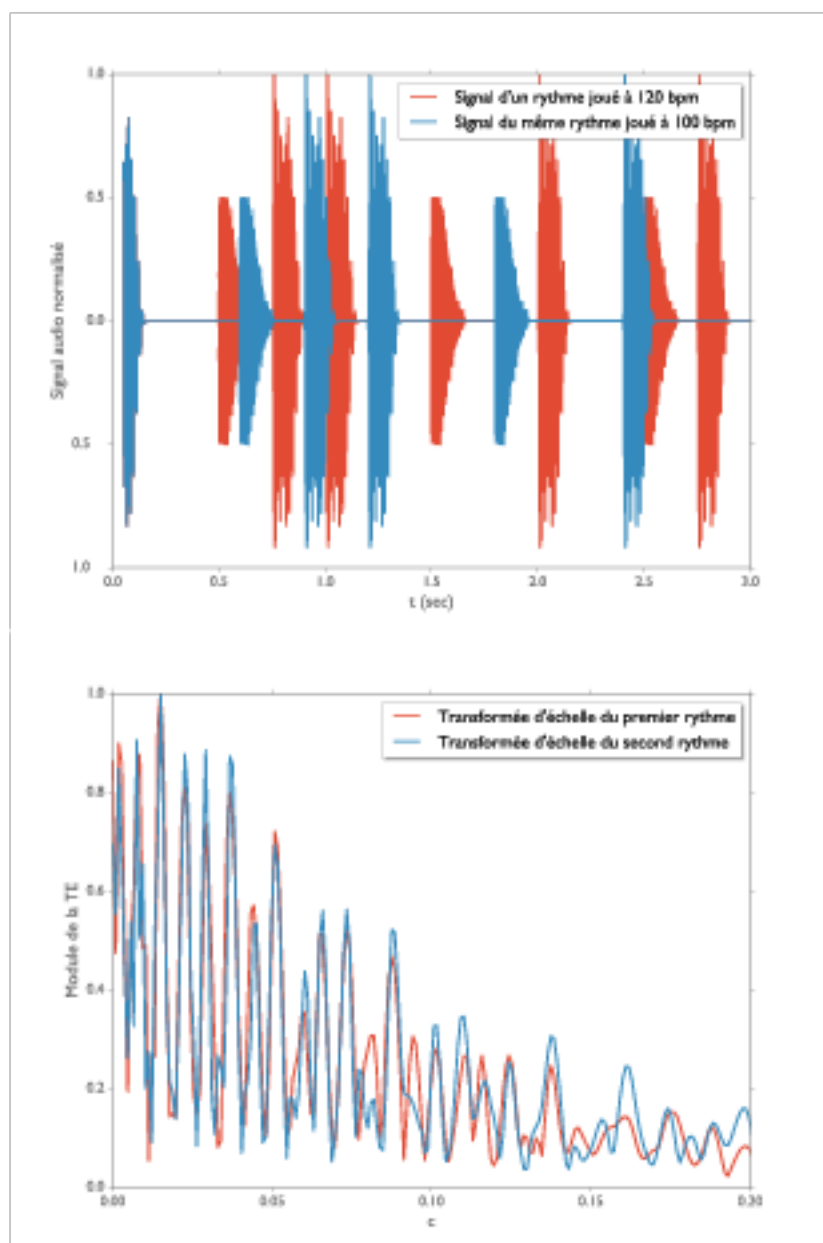 1.0
Signal d'un rythme joué à 120 bpm
Signal du même rythme joué à 100 bpm
0.5
Signal audio normalisé
0.0
0.5
1.0
0.0 0.5 1.0 1.5 2.0 2.5 3.0
t (sec)
1.0
Transformée d'échelle du premier rythme
Transformée d'échelle du second rythme
0.8
0.6
Module de la TE
0.4
0.2
0.0
0.00 0.05 0.10 0.15 0.20
c